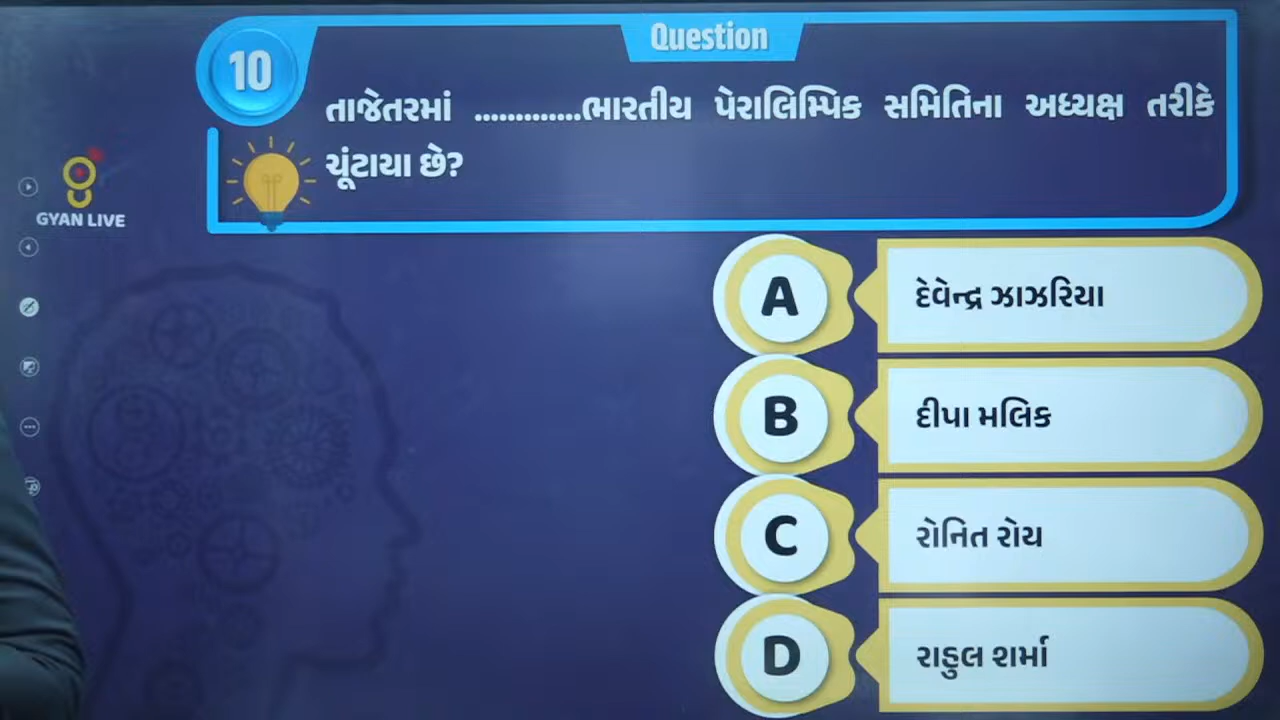 Question
10
તાજેતરમાં .............ભારતીય પેરાલિમ્પિક સમિતિના અધ્યક્ષ તરીકે
ચૂંટાયા છે?
GYAN LIVE
A
દેવેન્દ્ર ઝાઝરિયા
B
દીપા મલિક
C
રોનિત રોય
D
રાહુલ શર્મા